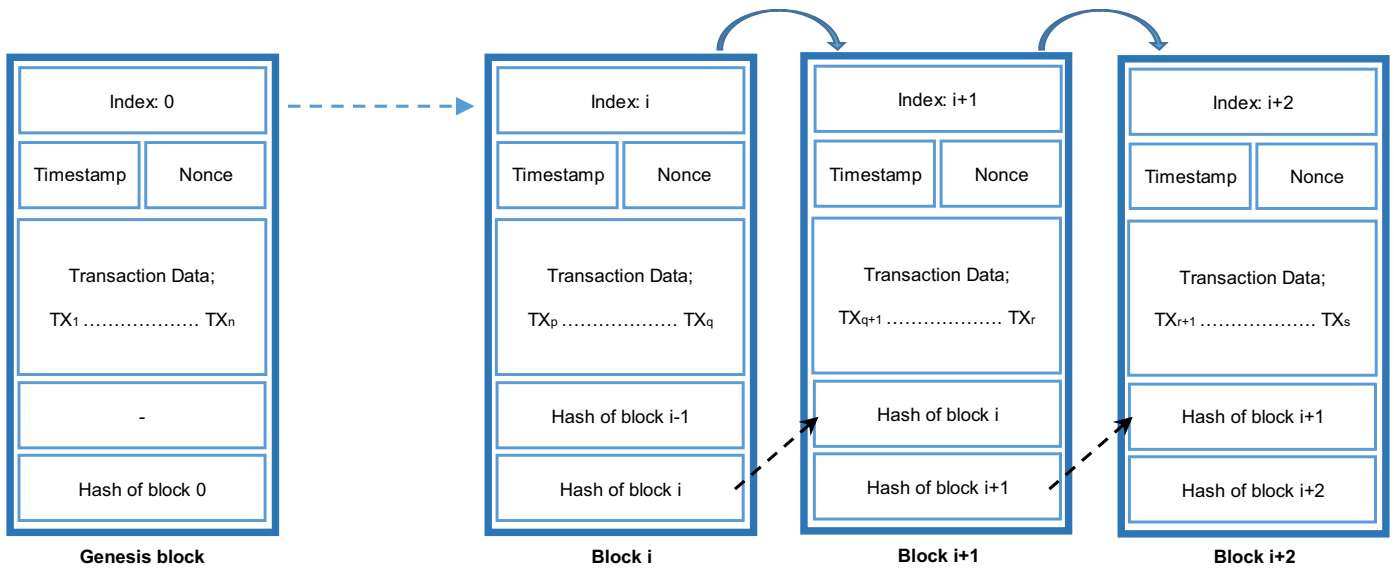 Index: 0
Timestamp
Nonce
Transaction Data;
TX₁ ................... TXₙ
-
Hash of block 0
Genesis block
Index: i
Timestamp
Nonce
Transaction Data;
TXp ................... TXq
Hash of block i-1
Hash of block i
Block i
Index: i+1
Timestamp
Nonce
Transaction Data;
TXq+1 ................... TXr
Hash of block i
Hash of block i+1
Block i+1
Index: i+2
Timestamp
Nonce
Transaction Data;
TXr+1 ................... TXs
Hash of block i+1
Hash of block i+2
Block i+2